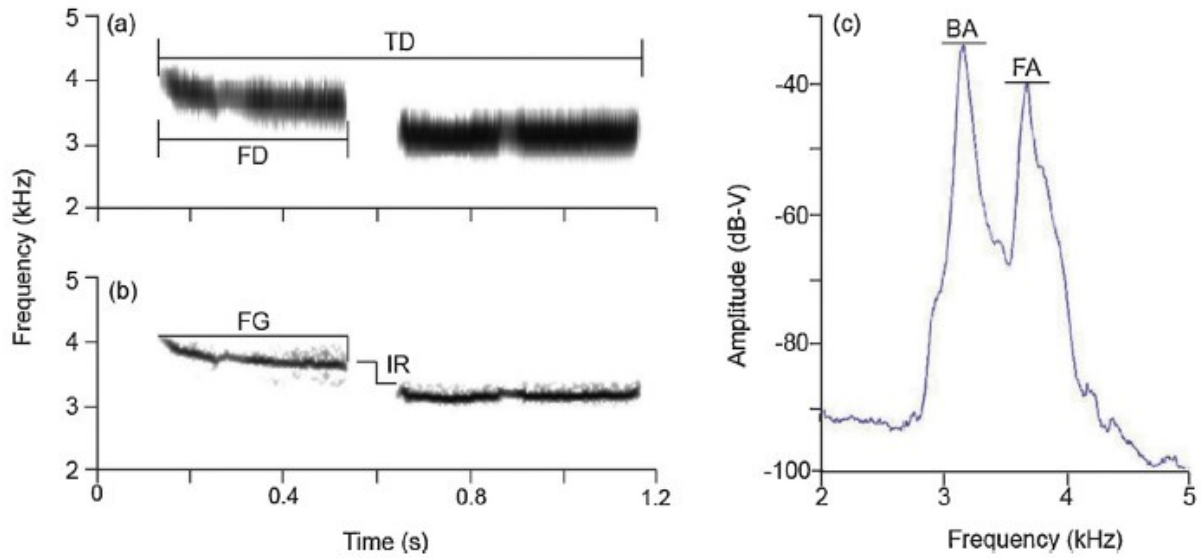 (a)
5
4
3
2
TD
FD
Frequency (kHz)
(b)
5
4
3
2
FG
IR
0
0.4
0.8
1.2
Time (s)
(c)
BA
FA
-40
-60
-80
-100
Amplitude (dB-V)
2
3
4
5
Frequency (kHz)